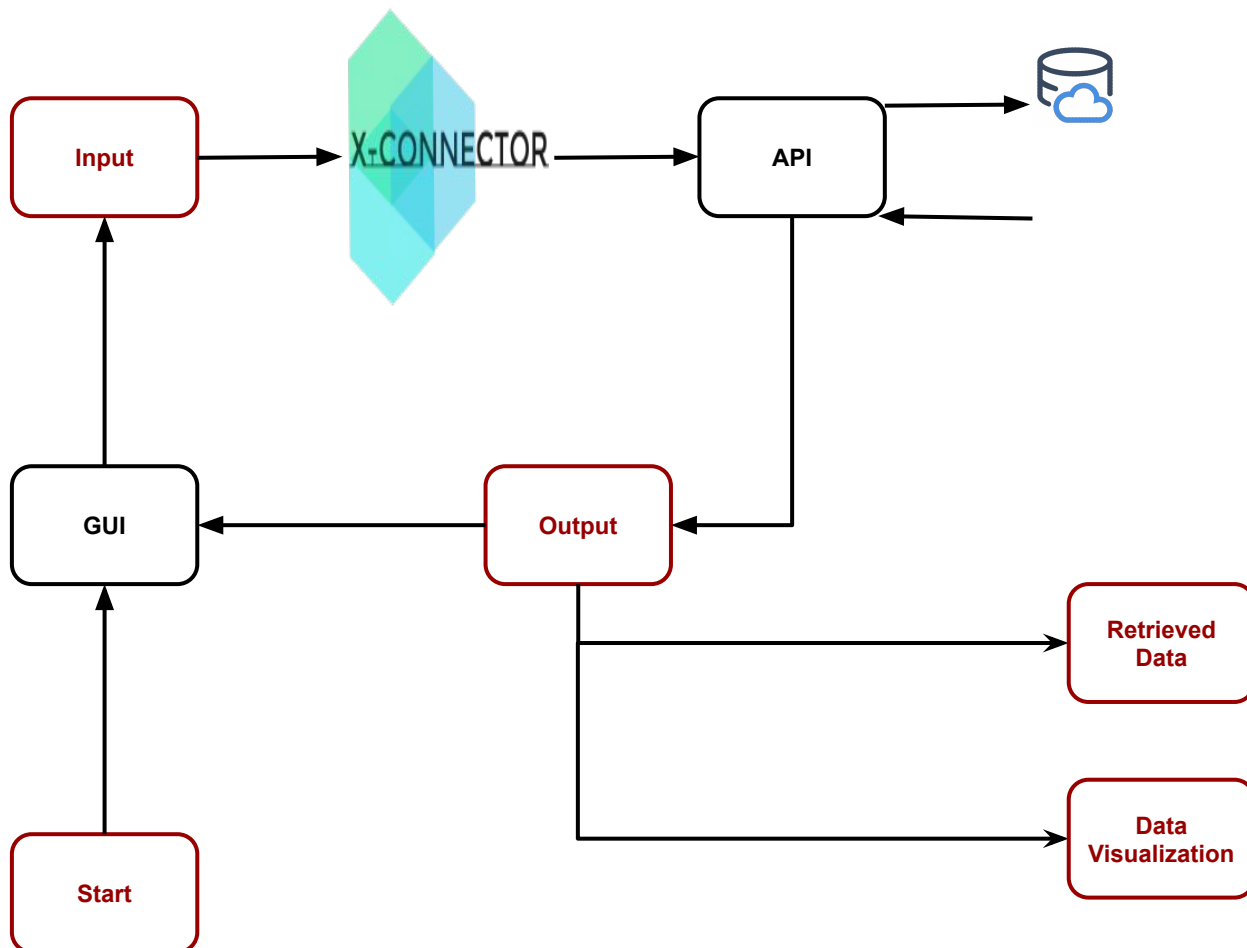 Input
X-CONNECTOR
API
GUI
Output
Retrieved
Data
Data
Visualization
Start